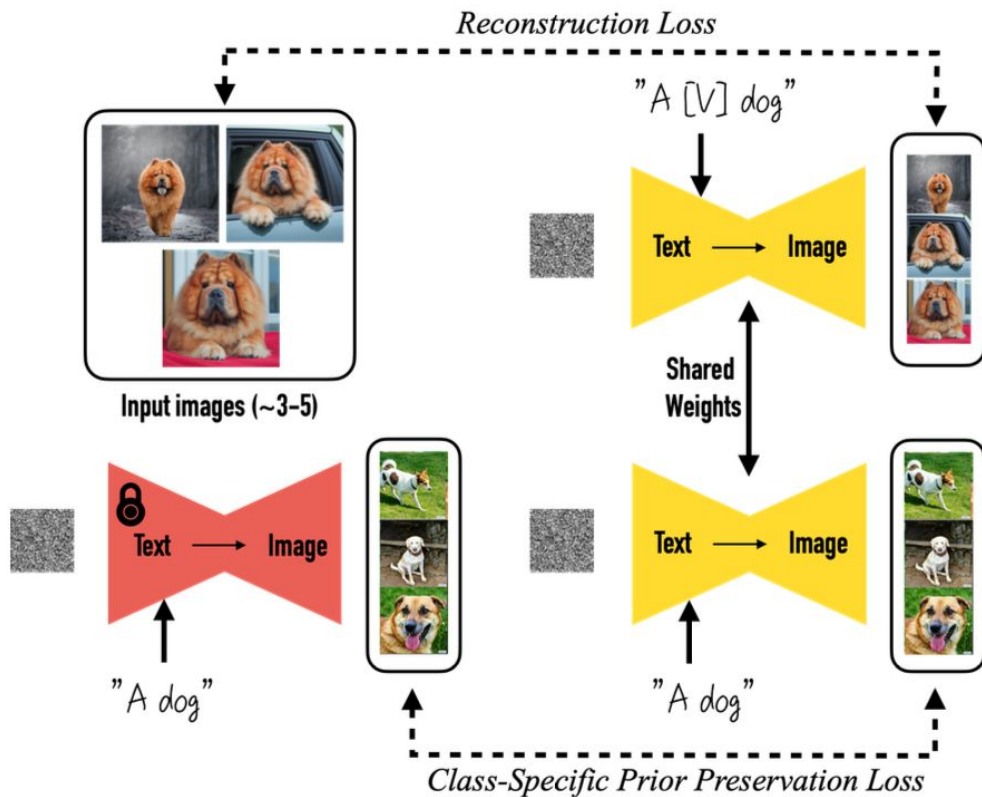 Reconstruction Loss
"A [V] dog"
Text → Image
Input images (~3-5)
Shared
Weights
Text → Image
Text → Image
"A dog"
"A dog"
Class-Specific Prior Preservation Loss